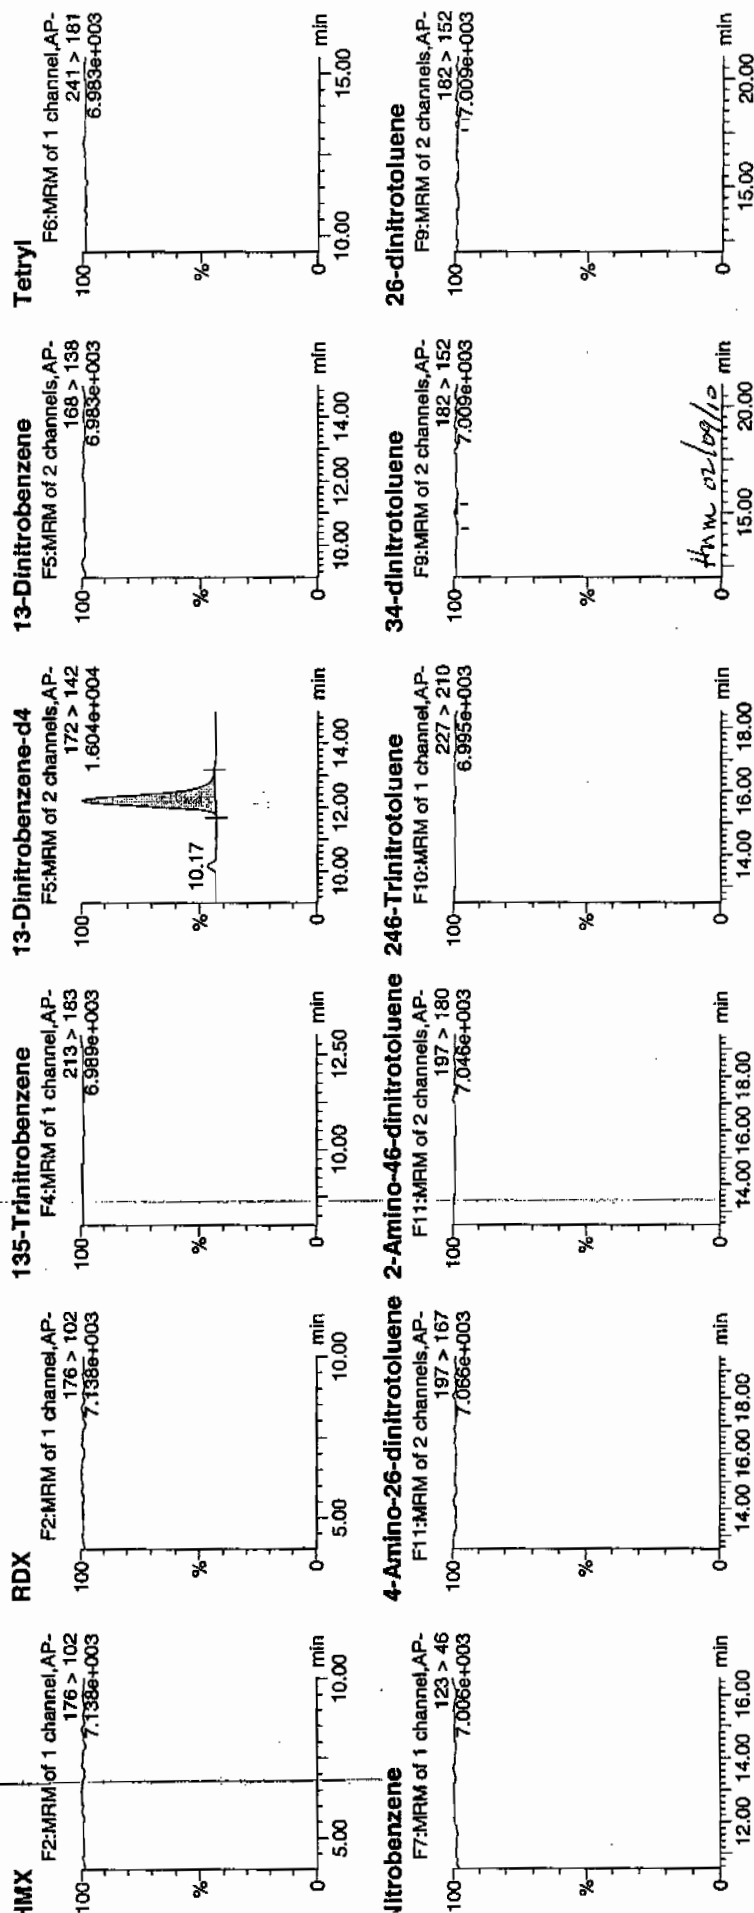 HMX
F2:MRM of 1 channel,AP-
176 > 102
7.138e+003
100
%
0
5.00 10.00 min
RDX
F2:MRM of 1 channel,AP-
176 > 102
7.138e+003
100
%
0
5.00 10.00 min
135-Trinitrobenzene
F4:MRM of 1 channel,AP-
213 > 183
6.989e+003
100
%
0
10.00 12.50 min
13-Dinitrobenzene-d4
F5:MRM of 2 channels,AP-
172 > 142
1.604e+004
100
10.17
%
0
10.00 12.00 14.00 min
13-Dinitrobenzene
F5:MRM of 2 channels,AP-
168 > 138
6.983e+003
100
%
0
10.00 12.00 14.00 min
Tetryl
F6:MRM of 1 channel,AP-
241 > 181
6.983e+003
100
%
0
10.00 15.00 min
Nitrobenzene
F7:MRM of 1 channel,AP-
123 > 46
7.006e+003
100
%
0
12.00 14.00 16.00 min
4-Amino-26-dinitrotoluene
F11:MRM of 2 channels,AP-
197 > 167
7.066e+003
100
%
0
14.00 16.00 18.00 min
2-Amino-46-dinitrotoluene
F11:MRM of 2 channels,AP-
197 > 180
7.046e+003
100
%
0
14.00 16.00 18.00 min
246-Trinitrotoluene
F10:MRM of 1 channel,AP-
227 > 210
6.995e+003
100
%
0
14.00 16.00 18.00 min
34-dinitrotoluene
F9:MRM of 2 channels,AP-
182 > 152
7.009e+003
100
%
02/09/10
0
15.00 20.00 min
26-dinitrotoluene
F9:MRM of 2 channels,AP-
182 > 152
7.009e+003
100
%
0
15.00 20.00 min